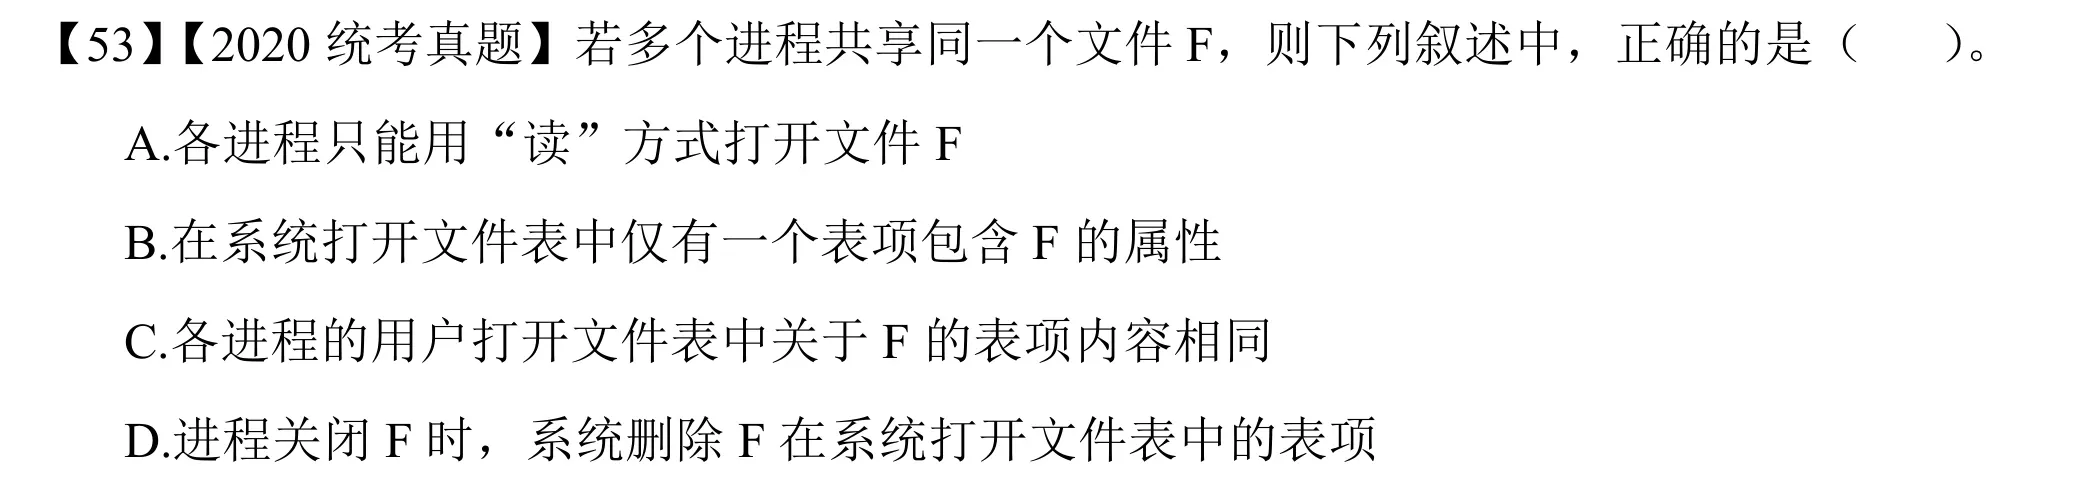 【53】【2020 统考真题】若多个进程共享同一个文件 F，则下列叙述中，正确的是（　　）。
A.各进程只能用“读”方式打开文件 F
B.在系统打开文件表中仅有一个表项包含 F 的属性
C.各进程的用户打开文件表中关于 F 的表项内容相同
D.进程关闭 F 时，系统删除 F 在系统打开文件表中的表项